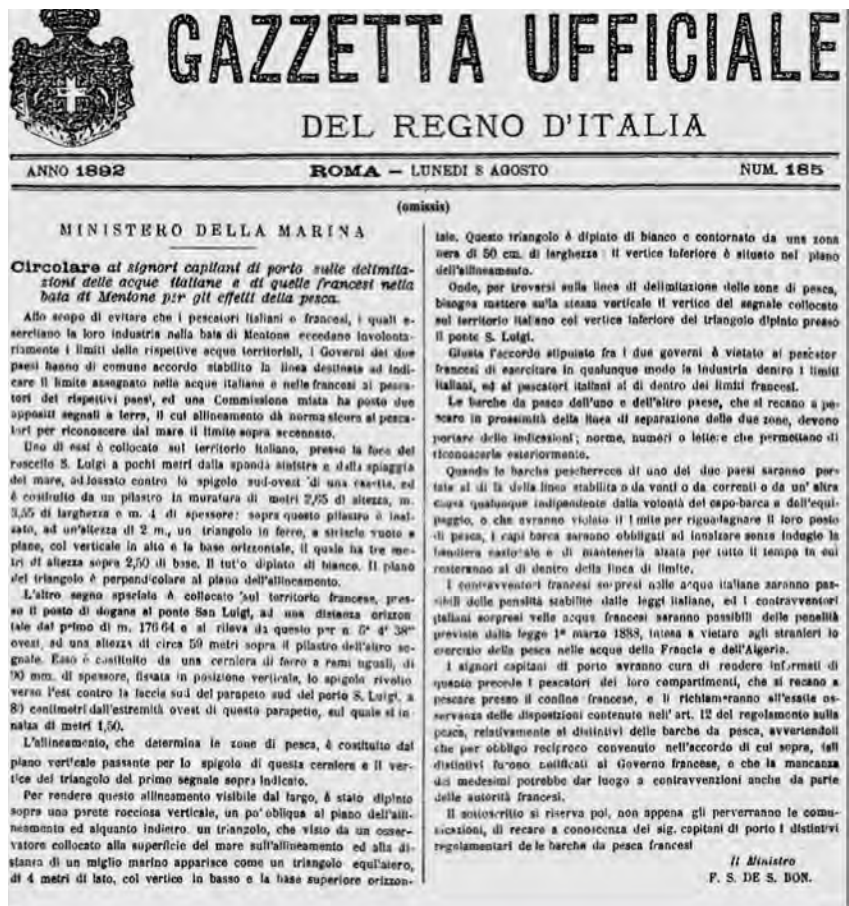 GAZZETTA UFFICIALE
DEL REGNO D'ITALIA
ANNO 1892
ROMA — LUNEDI 8 AGOSTO
NUM. 185
(omissis)
MINISTERO DELLA MARINA
Circolare ai signori capitani di porto sulle delimita-
zioni delle acque italiane e di quelle francesi nella
baia di Mentone per gli effetti della pesca.
Allo scopo di evitare che i pescatori italiani o francesi, i quali e-
sercitano la loro industria nella baia di Mentone eccedano involonta-
riamente i limiti delle rispettive acque territoriali, i Governi dei due
paesi hanno di comune accordo stabilito la linea destinata ad indi-
care il limite assegnato nelle acque italiane e nelle francesi ai pesca-
tori dei rispettivi paesi, ed una Commissione mista ha posto due
appositi segnali a terra, il cui allineamento dà norma sicura ai pesca-
tori per riconoscere dal mare il limite sopra accennato.
Uno di essi è collocato sul territorio italiano, presso la foce del
ruscello S. Luigi a pochi metri dalla sponda sinistra e dalla spiaggia
del mare, addossato contro lo spigolo sud-ovest di una casetta, ed
è costituito da un pilastro in muratura di metri 2,65 di altezza, m.
3,55 di larghezza e m. 1 di spessore: sopra questo pilastro è inal-
zato, ad un'altezza di 2 m., un triangolo in ferro, a striscie vuoto e
piene, col verticale in alto e la base orizzontale, il quale ha tre me-
tri di altezza sopra 2,50 di base. Il tutto dipinto di bianco. Il piano
del triangolo è perpendicolare al piano dell'allineamento.
L'altro segno speciale è collocato sul territorio francese, pres-
so il posto di dogana al ponte San Luigi, ad una distanza orizzon
tale dal primo di m. 176 64 e si rileva da questo per n. 5° 4' 38"
ovest, ad una altezza di circa 59 metri sopra il pilastro dell'altro se-
gnale. Esso è costituito da una cerniera di ferro a rami uguali, di
90 mm. di spessore, fissata in posizione verticale, lo spigolo rivolto
verso l'est contro la faccia sud del parapeto sud del porto S. Luigi, a
80 centimetri dall'estremità ovest di questo parapetto, sul quale si in
nalza di metri 1,50.
L'allineamento, che determina le zone di pesca, è costituito dal
piano verticale passante per lo spigolo di questa cerniera e il ver-
tice del triangolo del primo segnale sopra indicato.
Per rendere questo allineamento visibile dal largo, è stato dipinto
sopra una parete rocciosa verticale, un po' obliqua al piano dell'alli-
neamento ed alquanto indietro, un triangolo, che visto da un osser-
vatore collocato alla superficie del mare sull'allineamento ed alla di-
stanza di un miglio marino apparisce come un triangolo equilatero,
di 4 metri di lato, col vertice in basso e la base superiore orizzon-
tale. Questo triangolo è dipinto di bianco e contornato da una zona
nera di 50 cm. di larghezza: il vertice inferiore è situato nel piano
dell'allineamento.
Onde, per trovarsi sulla linea di delimitazione delle zone di pesca,
bisogna mettere sulla stessa verticale il vertice del segnale collocato
sul territorio italiano col vertice inferiore del triangolo dipinto presso
il ponte S. Luigi.
Giusta l'accordo stipulato fra i due governi è vietato ai pescator
francesi di esercitare in qualunque modo la industria dentro i limiti
italiani, ed ai pescatori italiani al di dentro dei limiti francesi.
Le barche da pesca dell'uno e dell'altro paese, che si recano a pe-
scare in prossimità della linea di separazione delle due zone, devono
portare delle indicazioni; norme, numeri o lettere che permettano di
riconoscerle esteriormente.
Quando le barche pescherecce di uno dei due paesi saranno por-
tate al di là della linea stabilita o da venti o da correnti o da un' altra
causa qualunque indipendente dalla volontà del capo-barca e dell'equi-
paggio, o che avranno violato il limite per riguadagnare il loro posto
di pesca, i capi barca saranno obbligati ad innalzare senza indugio la
bandiera nazionale e di mantenerla alzata per tutto il tempo in cui
resteranno al di dentro della linea di limite.
I contravventori francesi sorpresi nelle acque italiane saranno pas-
sibili delle penalità stabilite dalle leggi italiane, ed i contravventori
italiani sorpresi nelle acque francesi saranno possibili delle penalità
previste dalla legge 1° marzo 1888, intesa a vietare agli stranieri lo
esercizio della pesca nelle acque della Francia e dell'Algeria.
I signori capitani di porto avranno cura di rendere informati di
quanto precede i pescatori dei loro compartimenti, che si recano a
pescare presso il confine francese, e li richiameranno all'esatta os-
servanza delle disposizioni contenute nell' art. 12 del regolamento sulla
pesca, relativamente ai distintivi delle barche da pesca, avvertendoli
che per obbligo reciproco convenuto nell'accordo di cui sopra, tali
distintivi furono notificati al Governo francese, e che la mancanza
dei medesimi potrebbe dar luogo a contravvenzioni anche da parte
delle autorità francesi.
Il sottoscritto si riserva poi, non appena gli perverranno le comu-
nicazioni, di recare a conoscenza dei sig. capitani di porto i distintivi
regolamentari delle barche da pesca francesi
Il Ministro
F. S. DE S. BON.